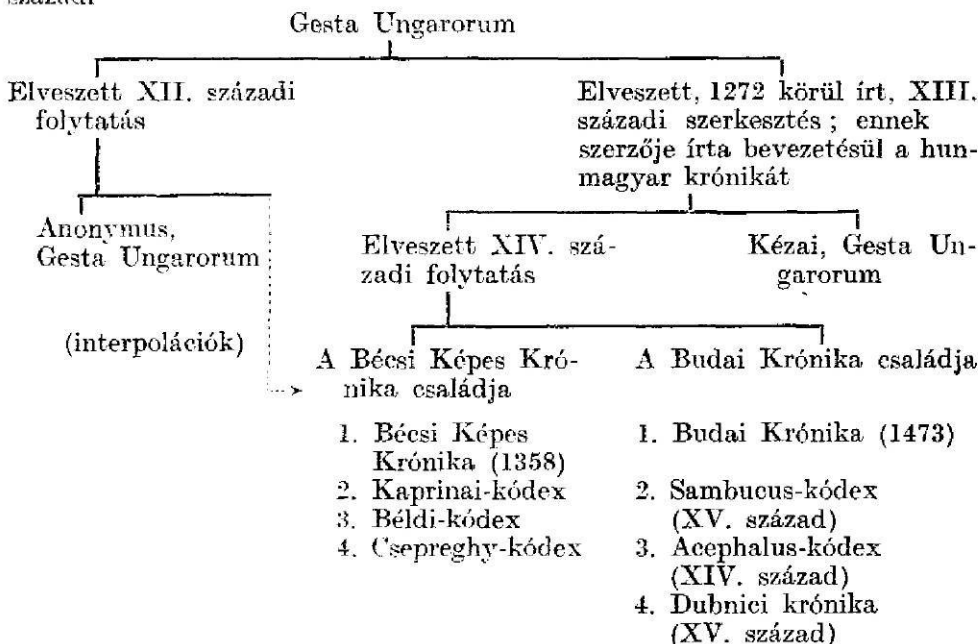 századi
Gesta Ungarorum
Elveszett XII. századi
folytatás
Elveszett, 1272 körül írt, XIII.
századi szerkesztés ; ennek
szerzője írta bevezetésül a hun-
magyar krónikát
Anonymus,
Gesta Ungarorum
Elveszett XIV. szá-
zadi folytatás
Kézai, Gesta Un-
garorum
(interpolációk)
A Bécsi Képes Kró-
nika családja
1. Bécsi Képes
Krónika (1358)
2. Kaprinai-kódex
3. Béldi-kódex
4. Csepreghy-kódex
A Budai Krónika családja
1. Budai Krónika (1473)
2. Sambucus-kódex
(XV. század)
3. Acephalus-kódex
(XIV. század)
4. Dubnici krónika
(XV. század)